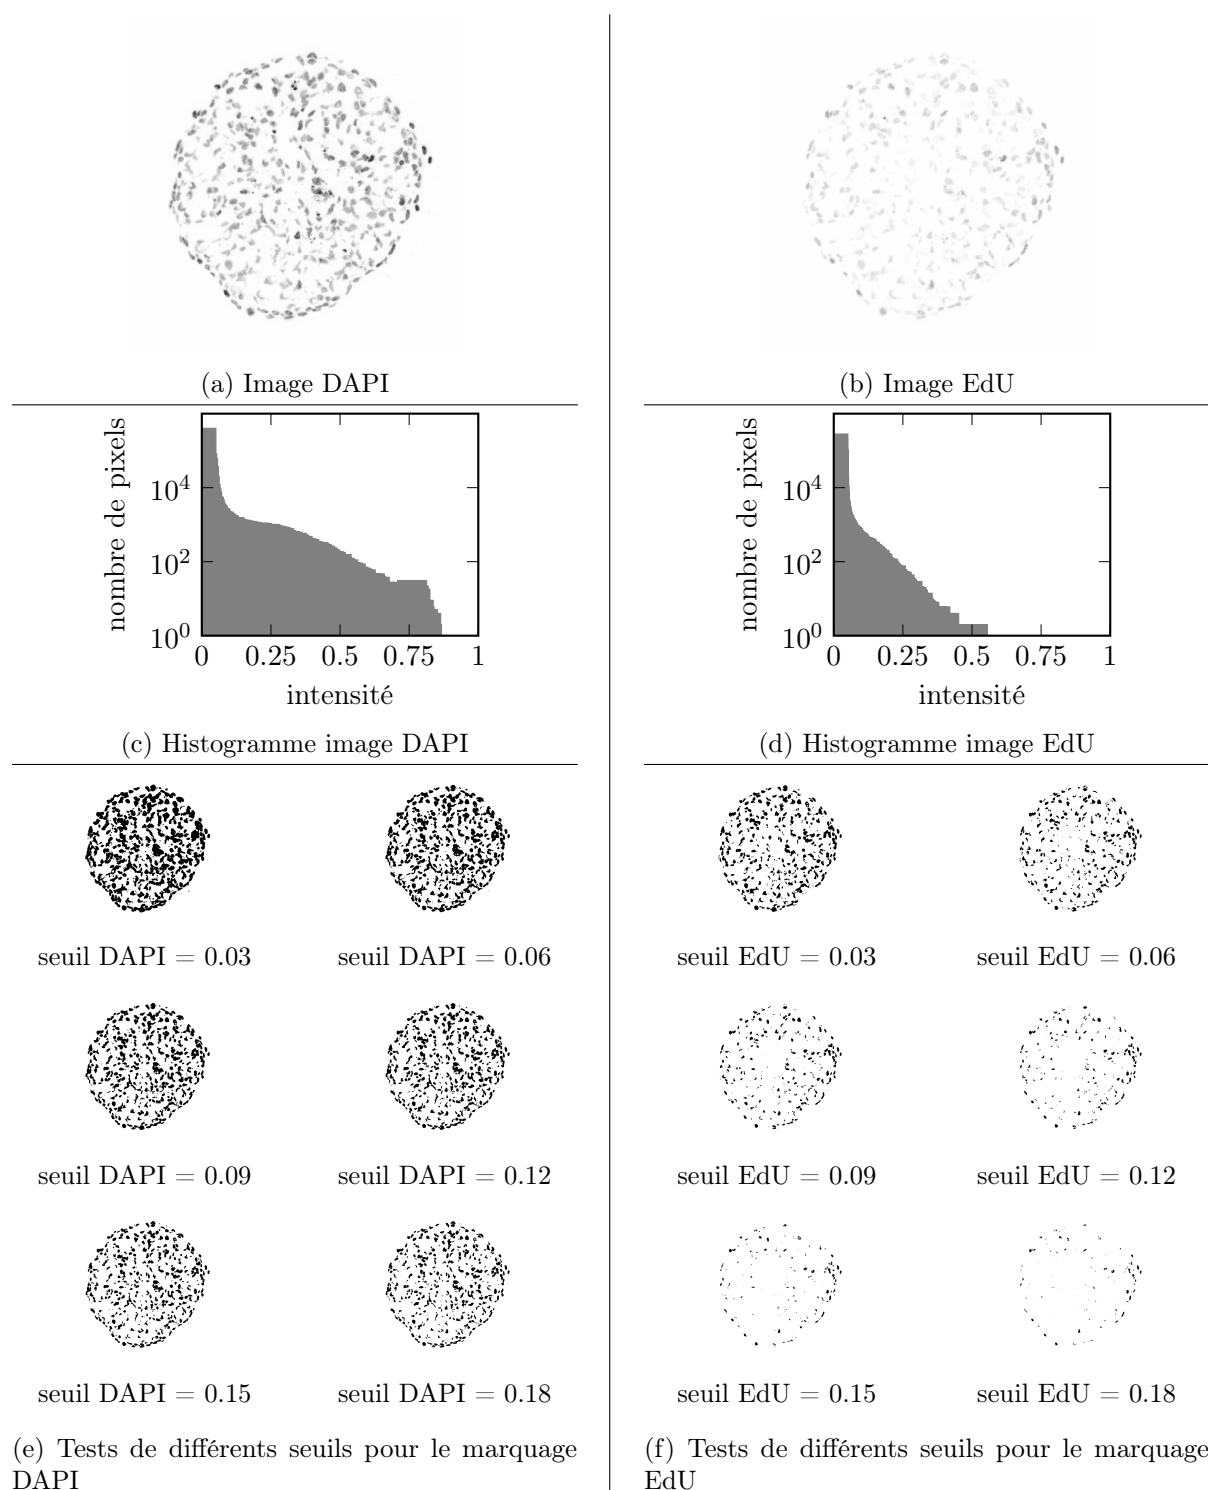 (a) Image DAPI
(b) Image EdU
nombre de pixels
10^4
10^2
10^0
0 0.25 0.5 0.75 1
intensité
(c) Histogramme image DAPI
nombre de pixels
10^4
10^2
10^0
0 0.25 0.5 0.75 1
intensité
(d) Histogramme image EdU
seuil DAPI = 0.03
seuil DAPI = 0.06
seuil DAPI = 0.09
seuil DAPI = 0.12
seuil DAPI = 0.15
seuil DAPI = 0.18
(e) Tests de différents seuils pour le marquage
DAPI
seuil EdU = 0.03
seuil EdU = 0.06
seuil EdU = 0.09
seuil EdU = 0.12
seuil EdU = 0.15
seuil EdU = 0.18
(f) Tests de différents seuils pour le marquage
EdU